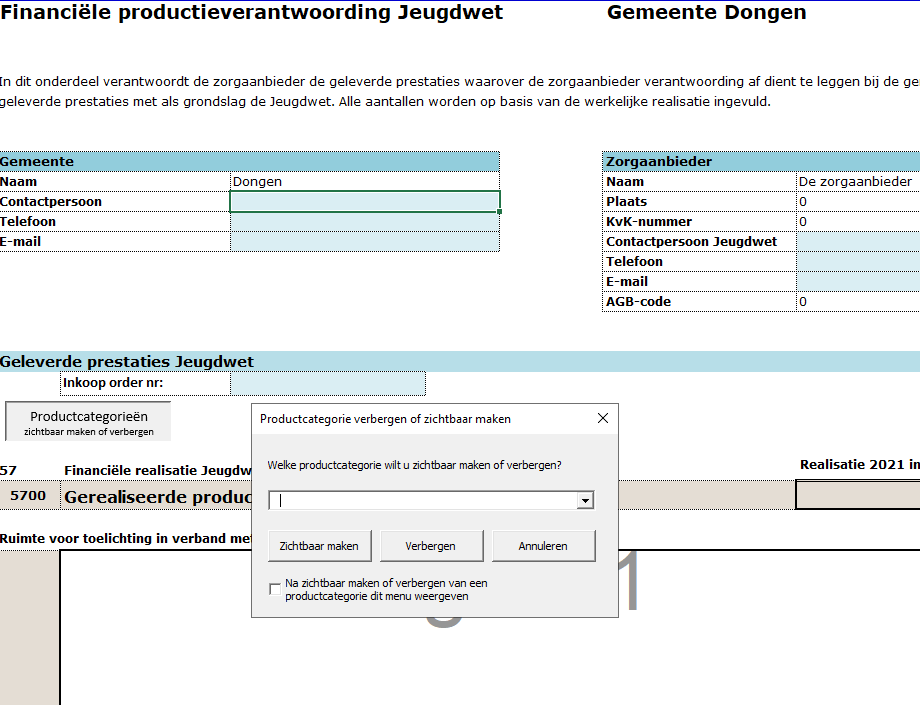 Financiële productieverantwoording Jeugdwet
Gemeente Dongen
In dit onderdeel verantwoordt de zorgaanbieder de geleverde prestaties waarover de zorgaanbieder verantwoording af dient te leggen bij de
geleverde prestaties met als grondslag de Jeugdwet. Alle aantallen worden op basis van de werkelijke realisatie ingevuld.
Gemeente
Naam Dongen
Contactpersoon
Telefoon
E-mail
Zorgaanbieder
Naam De zorgaanbieder
Plaats 0
KvK-nummer 0
Contactpersoon Jeugdwet
Telefoon
E-mail
AGB-code 0
Geleverde prestaties Jeugdwet
Inkoop order nr:
Productcategorieën
zichtbaar maken of verbergen
57 Financiële realisatie Jeugdw
Realisatie 2021 in
5700 Gerealiseerde produc
Ruimte voor toelichting in verband me
Productcategorie verbergen of zichtbaar maken
Welke productcategorie wilt u zichtbaar maken of verbergen?
Zichtbaar maken Verbergen Annuleren
Na zichtbaar maken of verbergen van een
productcategorie dit menu weergeven
1